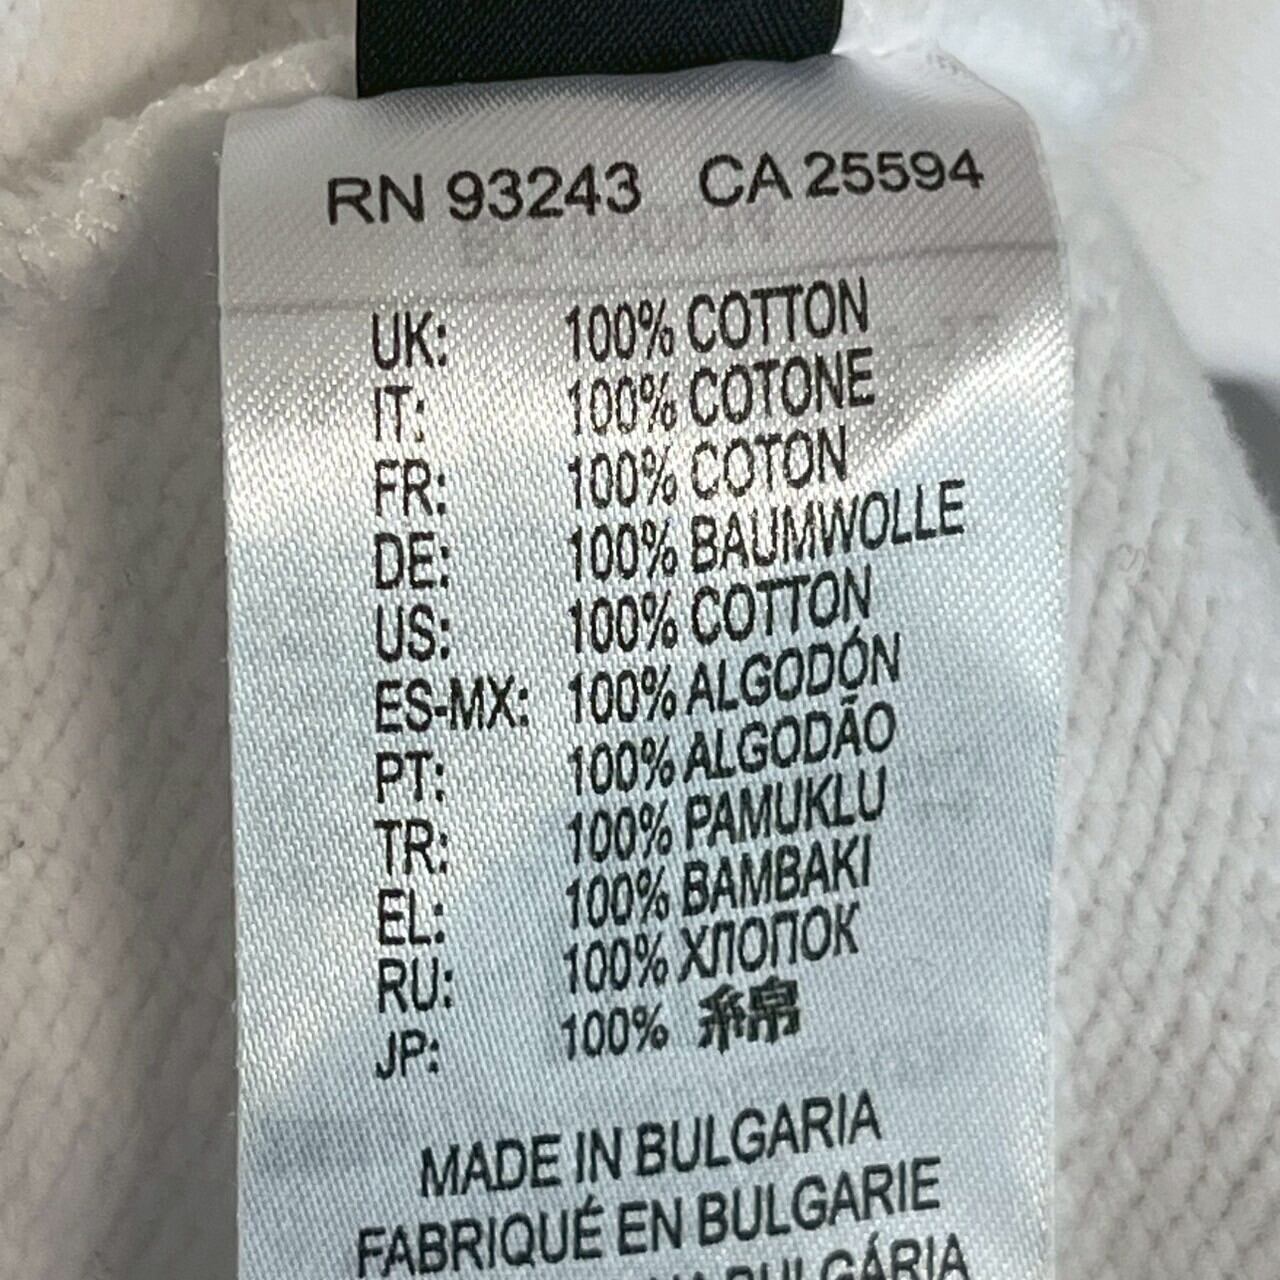 RN 93243 CA 25594
UK: 100% COTTON
IT: 100% COTONE
FR: 100% COTON
DE: 100% BAUMWOLLE
US: 100% COTTON
ES-MX: 100% ALGODÓN
PT: 100% ALGODÃO
TR: 100% PAMUKLU
EL: 100% BAMBAKI
RU: 100% ХЛОПОК
JP: 100% 綿
MADE IN BULGARIA
FABRIQUÉ EN BULGARIE
BULGÁRIA